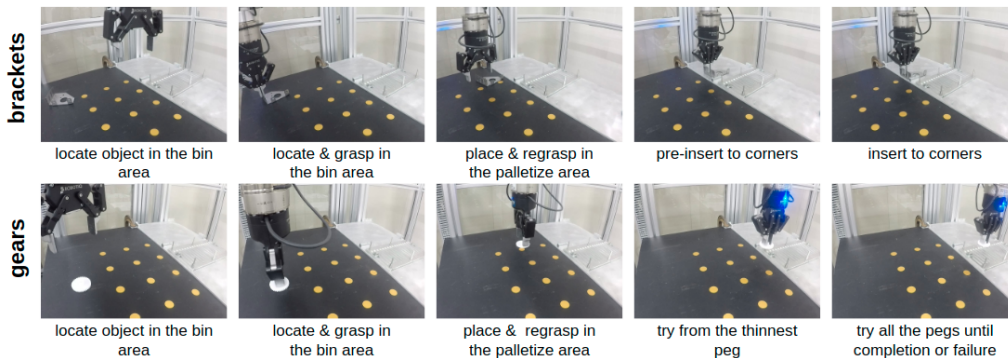 brackets
locate object in the bin
area
locate & grasp in
the bin area
place & regrasp in
the palletize area
pre-insert to corners
insert to corners
gears
locate object in the bin
area
locate & grasp in
the bin area
place & regrasp in
the palletize area
try from the thinnest
peg
try all the pegs until
completion or failure